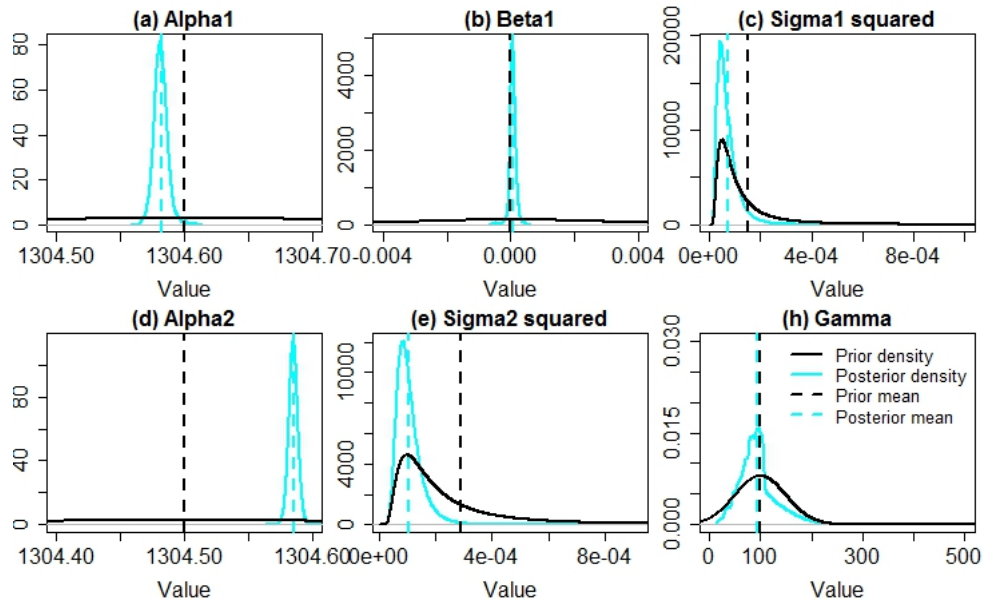 (a) Alpha1
(b) Beta1
(c) Sigma1 squared
80
60
40
20
0
1304.50
1304.60
1304.70
Value
4000
2000
0
-0.004
0.000
0.004
Value
20000
10000
0
0e+00
4e-04
8e-04
Value
(d) Alpha2
(e) Sigma2 squared
(h) Gamma
80
40
20
0
1304.40
1304.50
1304.60
Value
10000
4000
0
0e+00
4e-04
8e-04
Value
0.030
0.015
0.000
0
100
300
500
Value
Prior density
Posterior density
Prior mean
Posterior mean